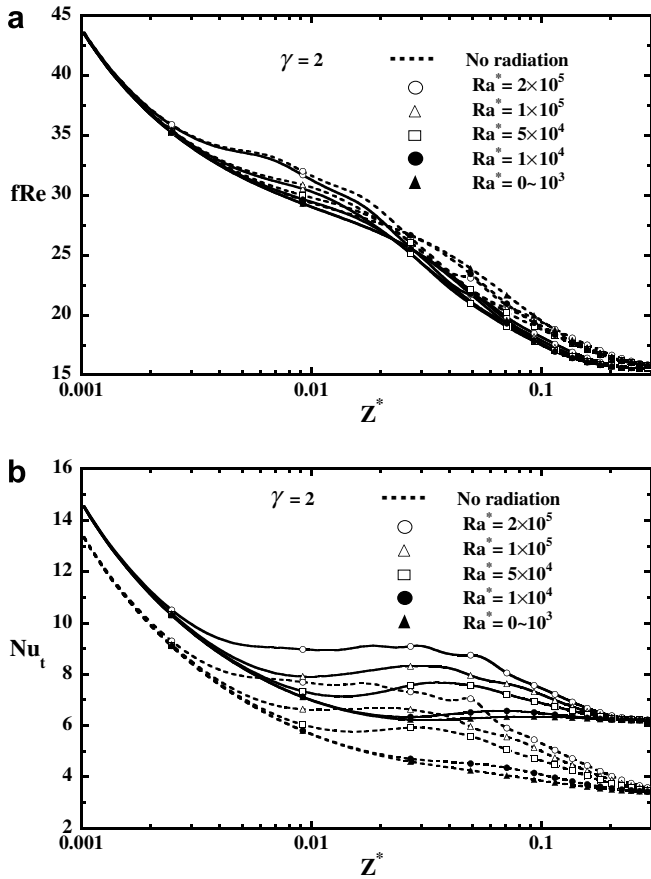 a
45
40
35
30
25
20
15
fRe
γ = 2
No radiation
Ra* = 2×10⁵
Ra* = 1×10⁵
Ra* = 5×10⁴
Ra* = 1×10⁴
Ra* = 0~10³
0.001
0.01
0.1
Z*
b
16
14
12
10
8
6
4
2
Nuₜ
γ = 2
No radiation
Ra* = 2×10⁵
Ra* = 1×10⁵
Ra* = 5×10⁴
Ra* = 1×10⁴
Ra* = 0~10³
0.001
0.01
0.1
Z*